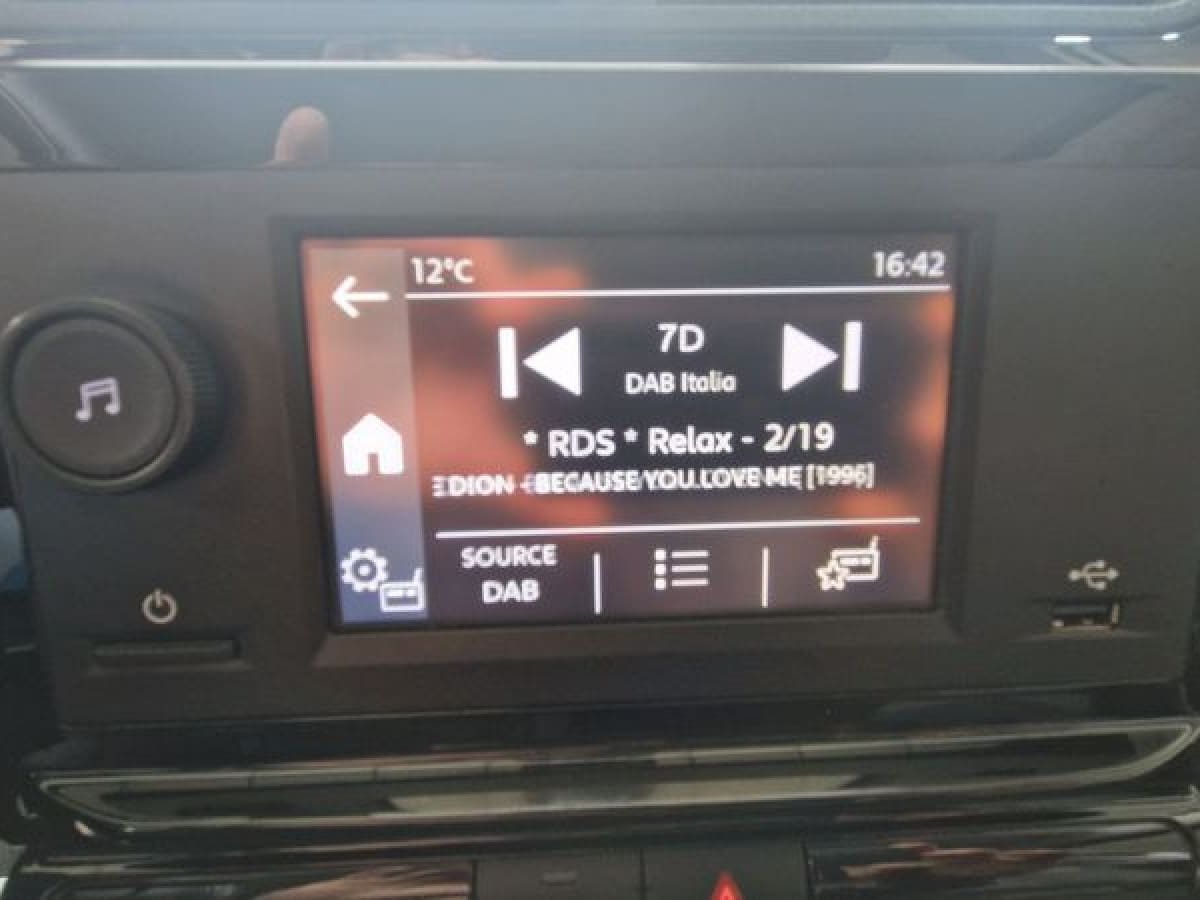 12°C 16:42
7D
DAB Italia
* RDS * Relax - 2/19
DION - BECAUSE YOU LOVE ME [1996]
SOURCE
DAB